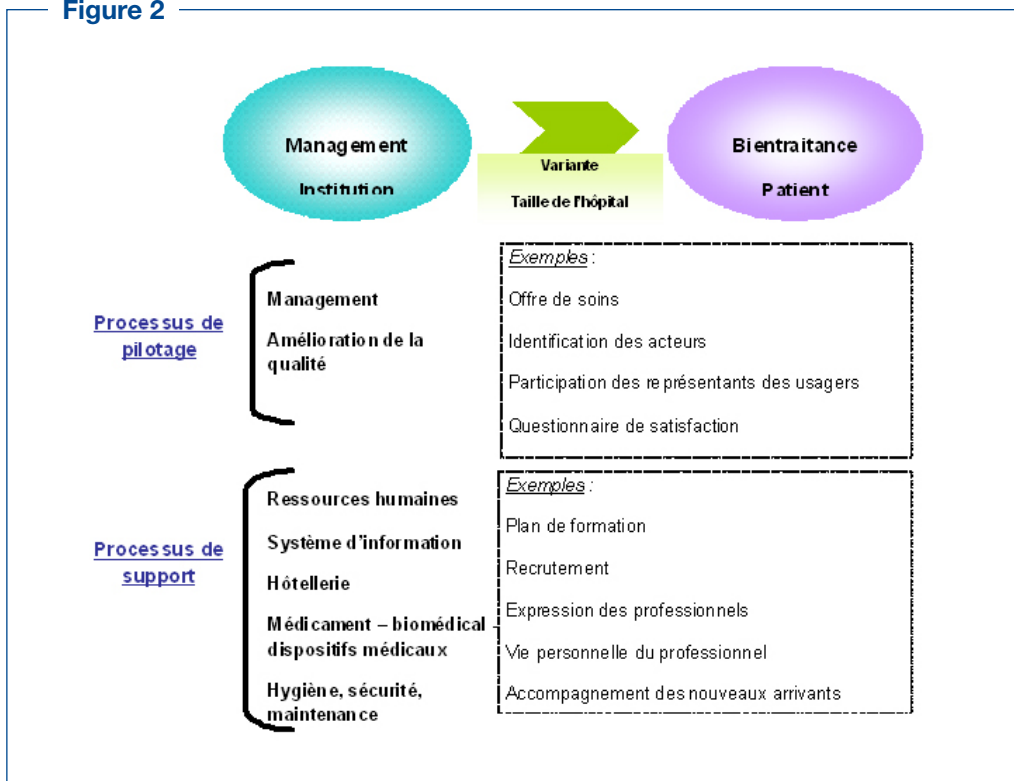 Figure 2
Management
Institution
Variante
Taille de l'hôpital
Bientraitance
Patient
Processus de
pilotage
Management
Amélioration de la
qualité
Exemples :
Offre de soins
Identification des acteurs
Participation des représentants des usagers
Questionnaire de satisfaction
Processus de
support
Ressources humaines
Système d'information
Hôtellerie
Médicament – biomédical
dispositifs médicaux
Hygiène, sécurité,
maintenance
Exemples :
Plan de formation
Recrutement
Expression des professionnels
Vie personnelle du professionnel
Accompagnement des nouveaux arrivants